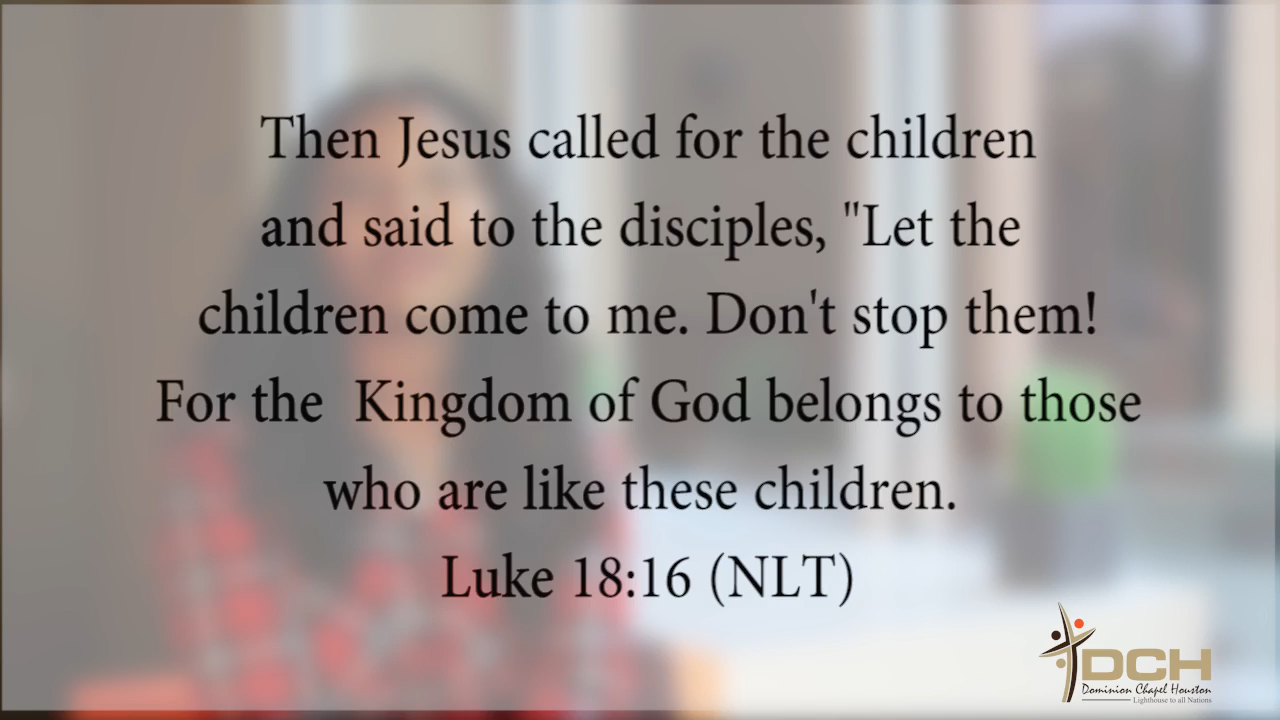 Then Jesus called for the children
and said to the disciples, "Let the
children come to me. Don't stop them!
For the  Kingdom of God belongs to those
who are like these children.
Luke 18:16 (NLT)
DCH
Dominion Chapel Houston
Lighthouse to all Nations